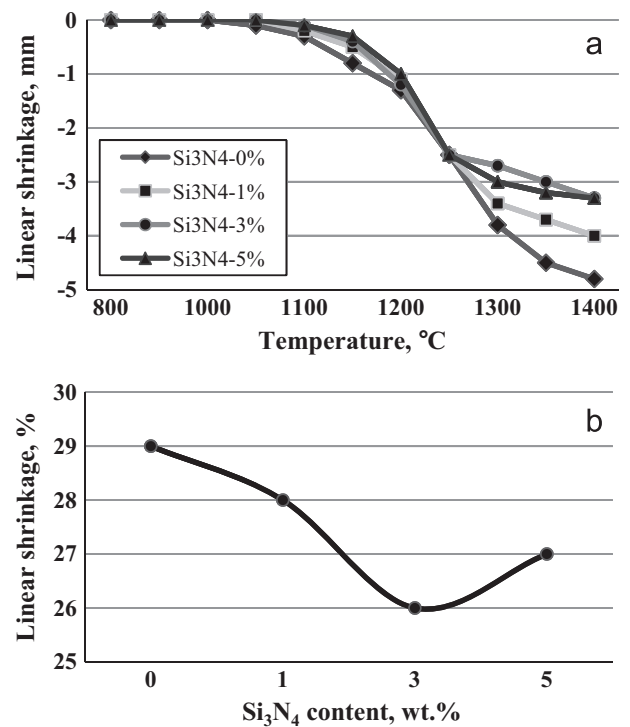 0
-1
-2
-3
-4
-5
Linear shrinkage, mm
a
Si3N4-0%
Si3N4-1%
Si3N4-3%
Si3N4-5%
800 1000 1100 1200 1300 1400
Temperature, °C
30
29
28
27
26
25
Linear shrinkage, %
b
0 1 3 5
Si₃N₄ content, wt.%